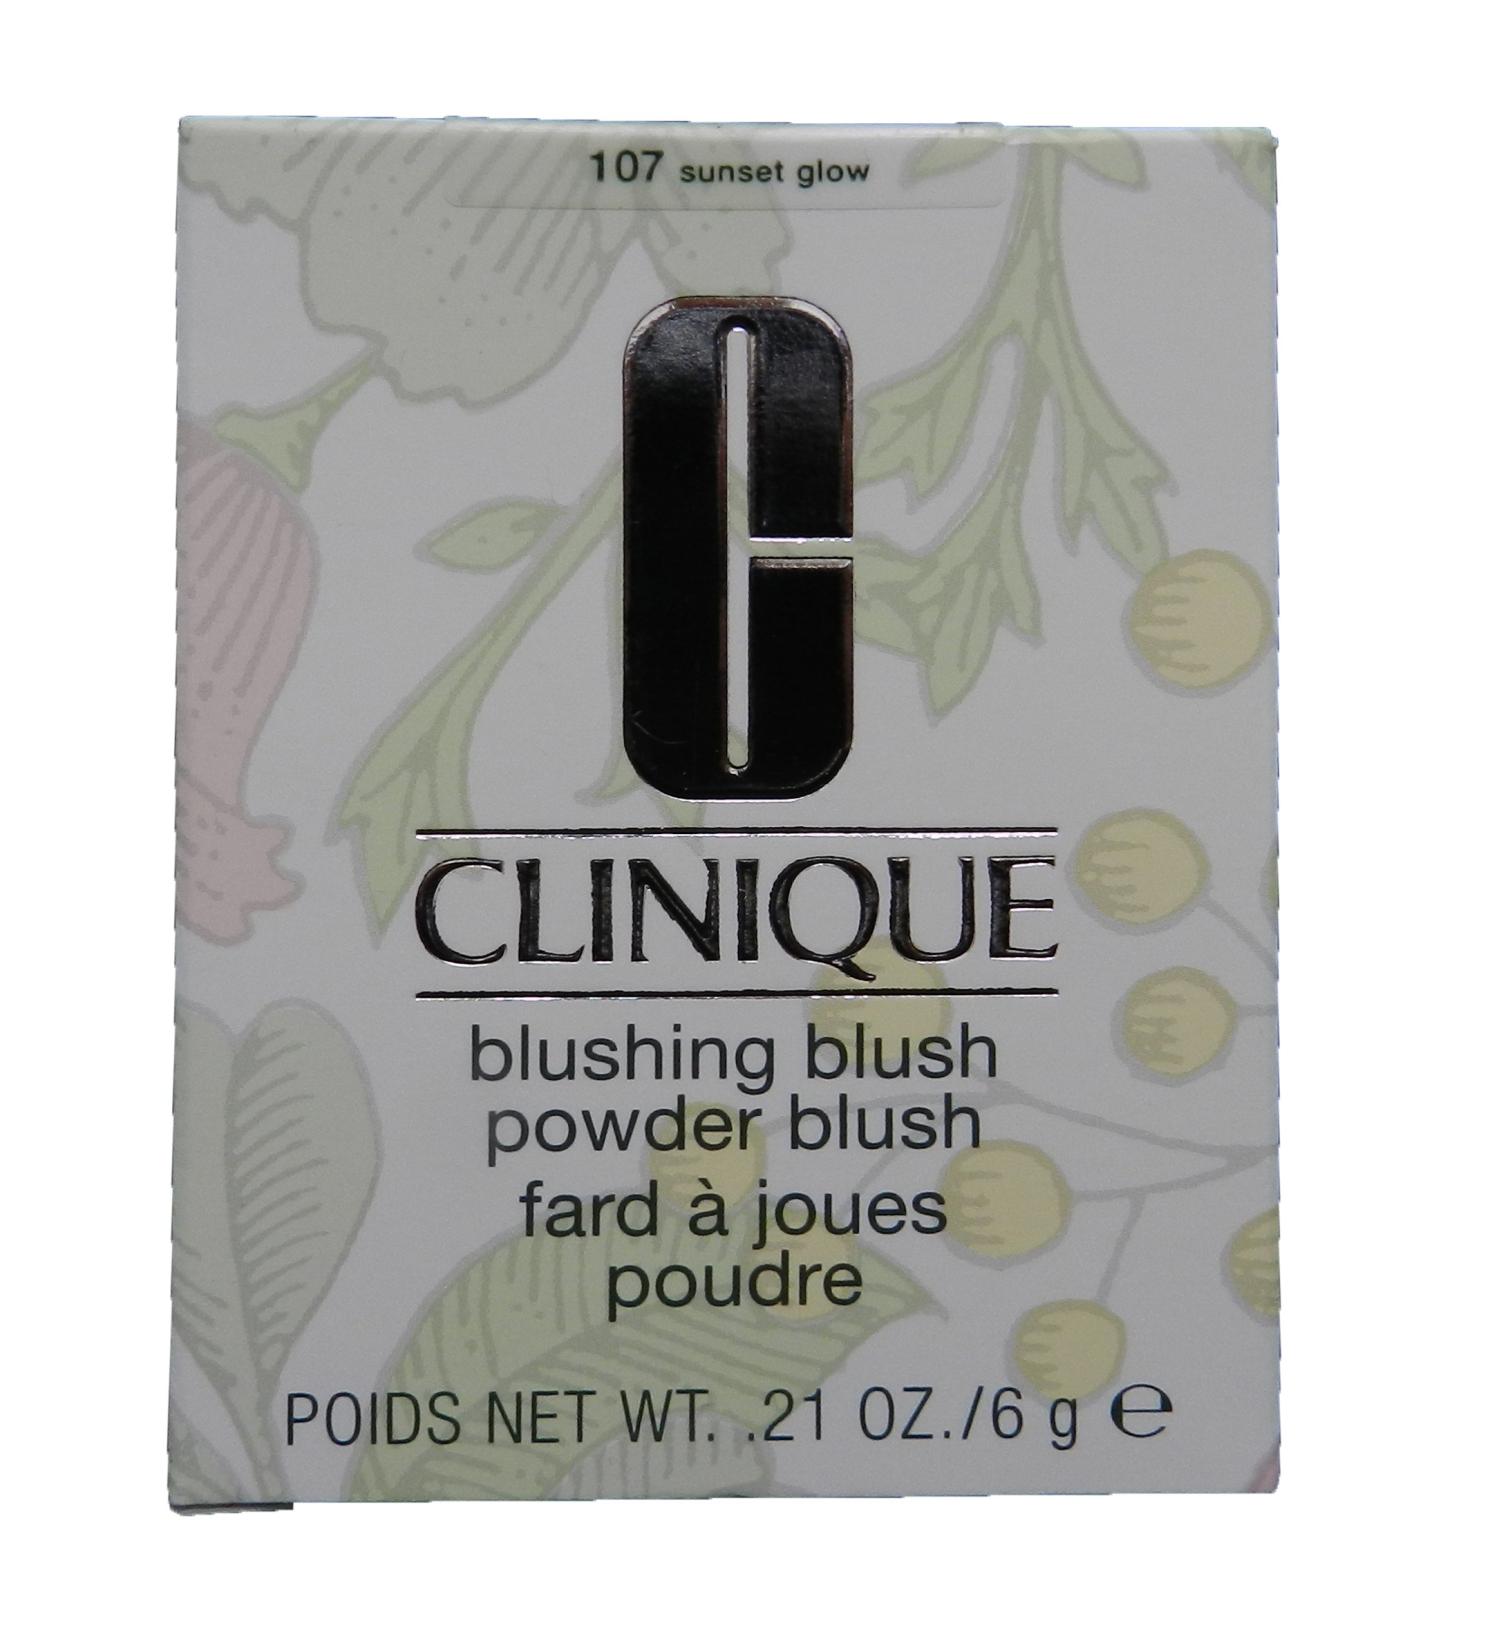 107 sunset glow
C
CLINIQUE
blushing blush
powder blush
fard à joues
poudre
POIDS NET WT. .21 OZ./6 g ℮